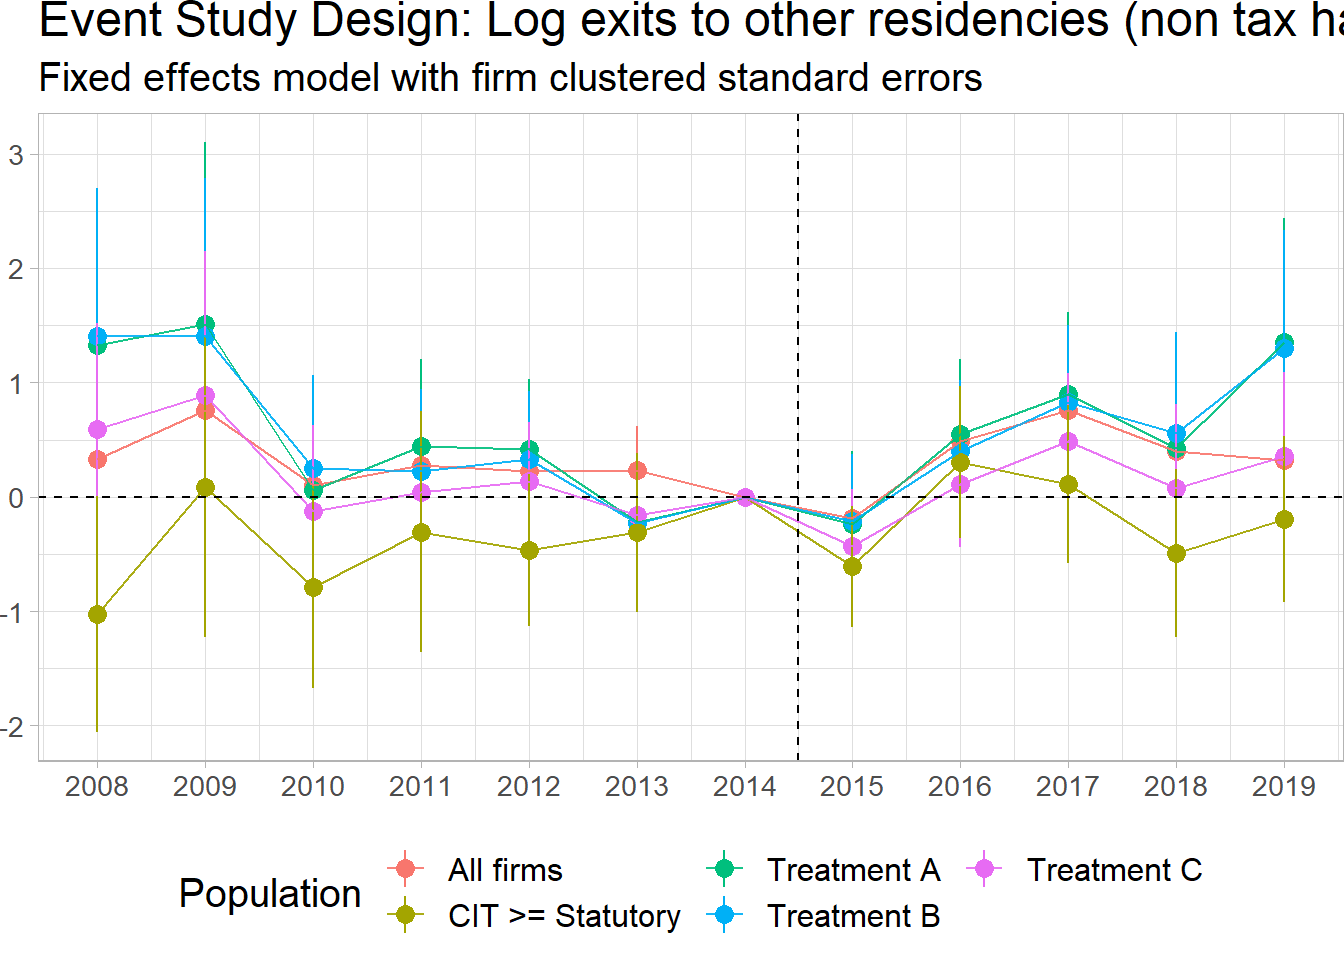 Event Study Design: Log exits to other residencies (non tax ha
Fixed effects model with firm clustered standard errors
3
2
1
0
-1
-2
2008 2009 2010 2011 2012 2013 2014 2015 2016 2017 2018 2019
Population
All firms
CIT >= Statutory
Treatment A
Treatment B
Treatment C